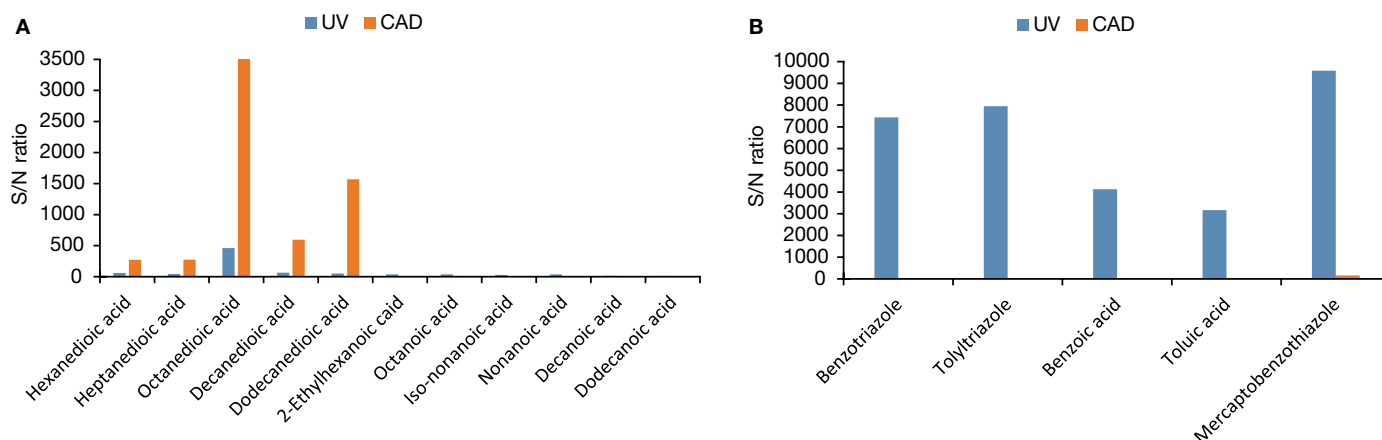 A
UV CAD
S/N ratio
3500
3000
2500
2000
1500
1000
500
0
Hexanedioic acid
Heptanedioic acid
Octanedioic acid
Decanedioic acid
Dodecanedioic acid
2-Ethylhexanoic caid
Octanoic acid
Iso-nonanoic acid
Nonanoic acid
Decanoic acid
Dodecanoic acid
B
UV CAD
S/N ratio
10000
9000
8000
7000
6000
5000
4000
3000
2000
1000
0
Benzotriazole
Tolyltriazole
Benzoic acid
Toluic acid
Mercaptobenzothiazole